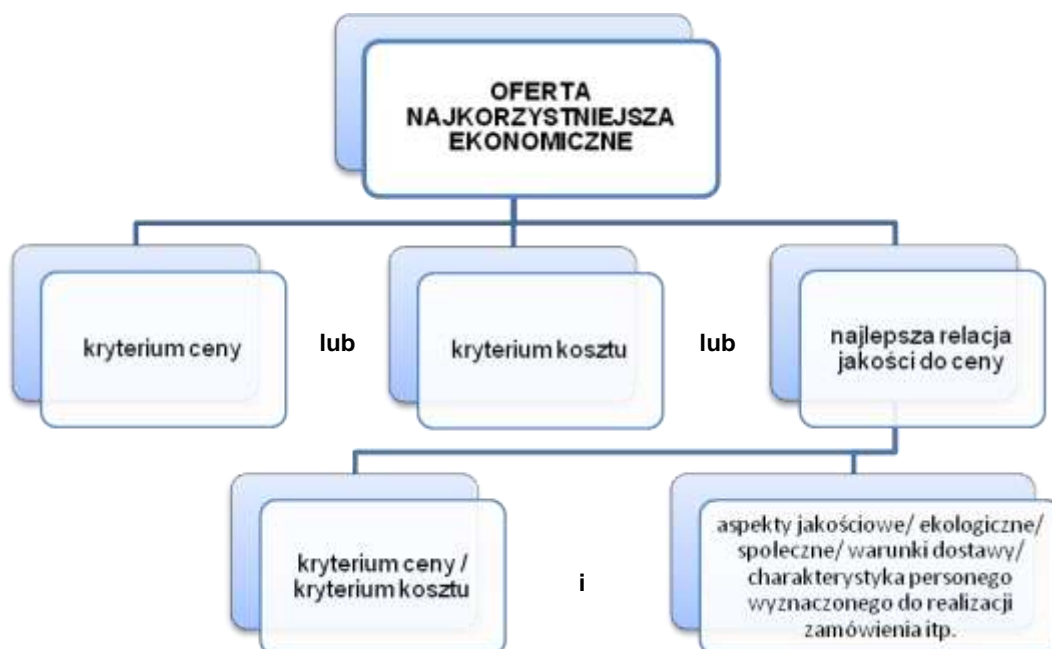 OFERTA
NAJKORZYSTNIEJSZA
EKONOMICZNE
kryterium ceny
lub
kryterium kosztu
lub
najlepsza relacja
jakości do ceny
kryterium ceny /
kryterium kosztu
i
aspekty jakościowe/ ekologiczne/
społeczne/ warunki dostawy/
charakterystyka personego
wyznaczonego do realizacji
zamówienia itp.